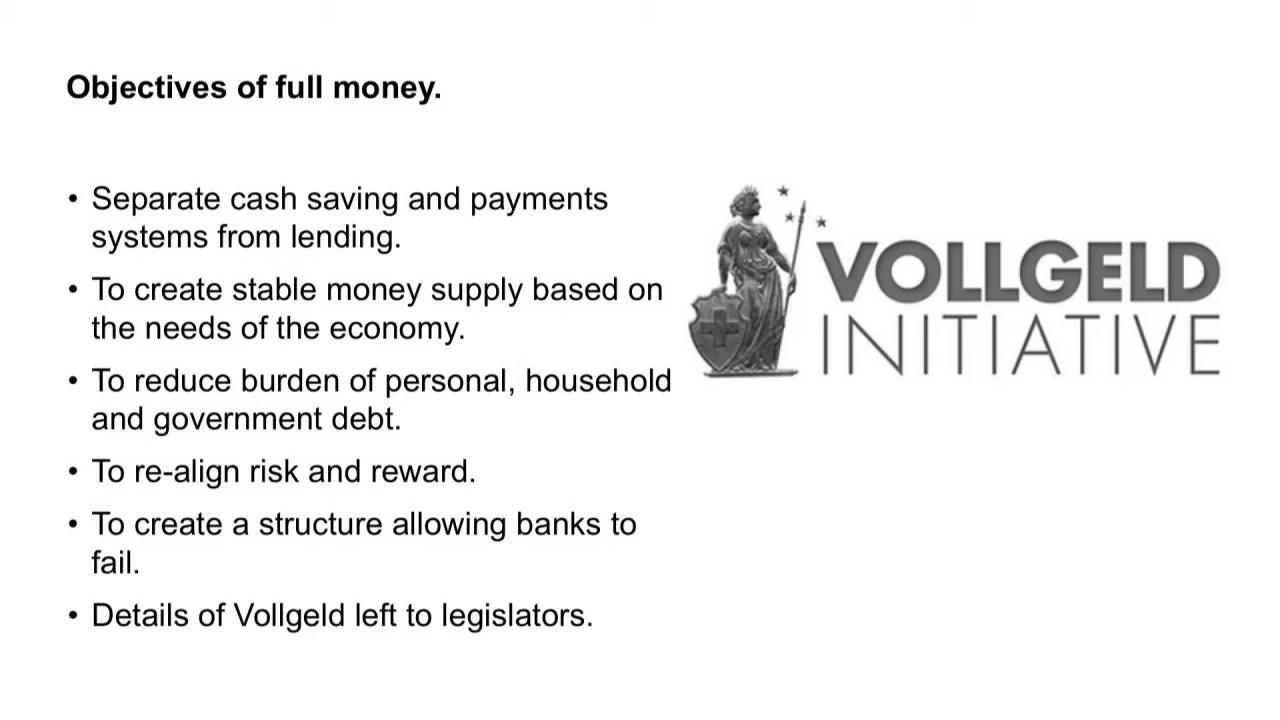 Objectives of full money.
• Separate cash saving and payments
systems from lending.
• To create stable money supply based on
the needs of the economy.
• To reduce burden of personal, household
and government debt.
• To re-align risk and reward.
• To create a structure allowing banks to
fail.
• Details of Vollgeld left to legislators.
VOLLGELD
INITIATIVE